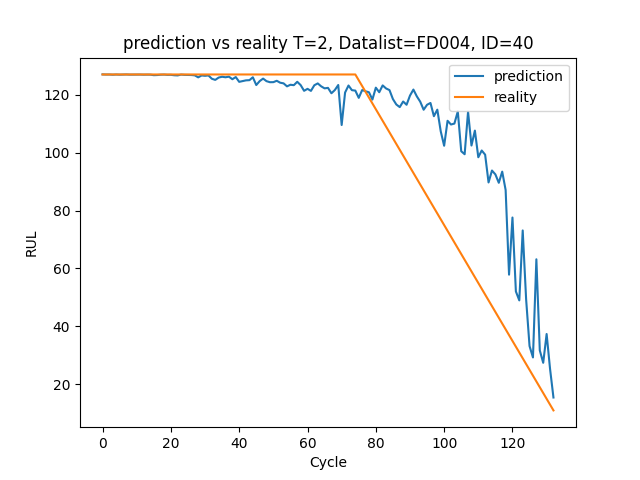 prediction vs reality T=2, Datalist=FD004, ID=40
prediction
reality
RUL
120
100
80
60
40
20
0 20 40 60 80 100 120
Cycle